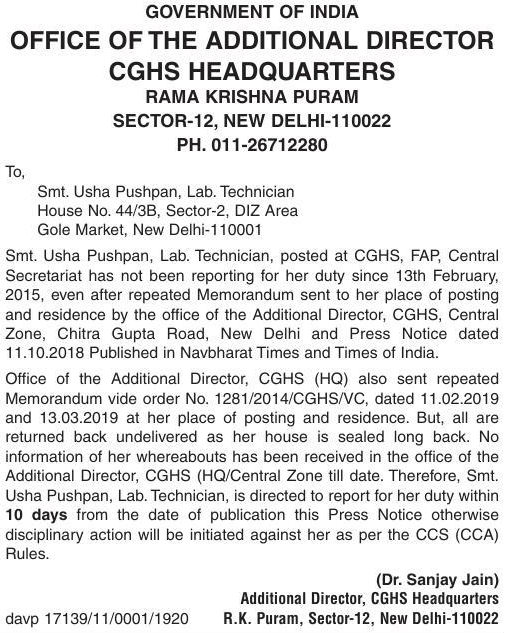 GOVERNMENT OF INDIA
OFFICE OF THE ADDITIONAL DIRECTOR
CGHS HEADQUARTERS
RAMA KRISHNA PURAM
SECTOR-12, NEW DELHI-110022
PH. 011-26712280
To,
Smt. Usha Pushpan, Lab. Technician
House No. 44/3B, Sector-2, DIZ Area
Gole Market, New Delhi-110001
Smt. Usha Pushpan, Lab. Technician, posted at CGHS, FAP, Central
Secretariat has not been reporting for her duty since 13th February,
2015, even after repeated Memorandum sent to her place of posting
and residence by the office of the Additional Director, CGHS, Central
Zone, Chitra Gupta Road, New Delhi and Press Notice dated
11.10.2018 Published in Navbharat Times and Times of India.
Office of the Additional Director, CGHS (HQ) also sent repeated
Memorandum vide order No. 1281/2014/CGHS/VC, dated 11.02.2019
and 13.03.2019 at her place of posting and residence. But, all are
returned back undelivered as her house is sealed long back. No
information of her whereabouts has been received in the office of the
Additional Director, CGHS (HQ/Central Zone till date. Therefore, Smt.
Usha Pushpan, Lab. Technician, is directed to report for her duty within
10 days from the date of publication this Press Notice otherwise
disciplinary action will be initiated against her as per the CCS (CCA)
Rules.
(Dr. Sanjay Jain)
Additional Director, CGHS Headquarters
davp 17139/11/0001/1920 R.K. Puram, Sector-12, New Delhi-110022